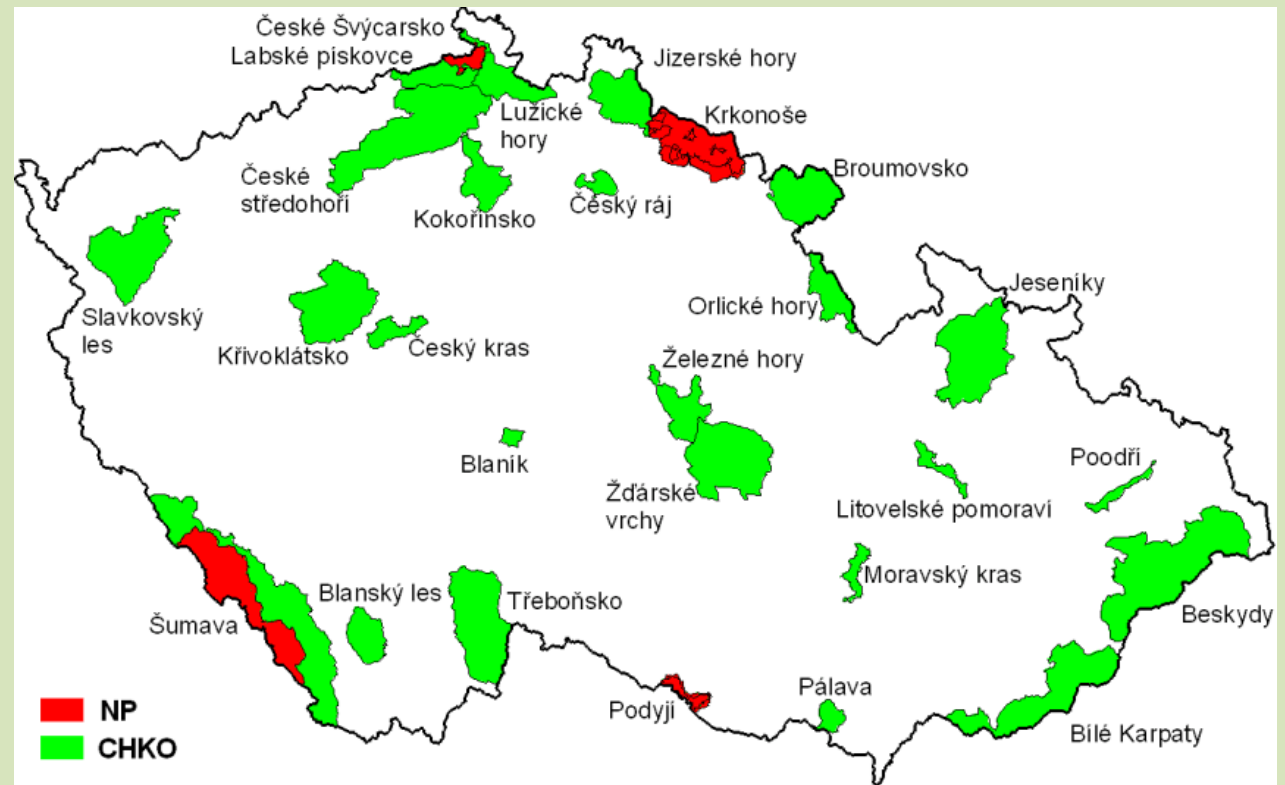 České Švýcarsko
Labské pískovce
Jizerské hory
Lužické
hory
Krkonoše
Broumovsko
České
středohoří
Kokořínsko
Český ráj
Slavkovský
les
Křivoklátsko
Český kras
Orlické hory
Jeseníky
Železné hory
Blaník
Žďárské
vrchy
Litovelské pomoraví
Poodří
Moravský kras
Beskydy
Šumava
Blanský les
Třeboňsko
Podyjí
Pálava
Bílé Karpaty
NP
CHKO